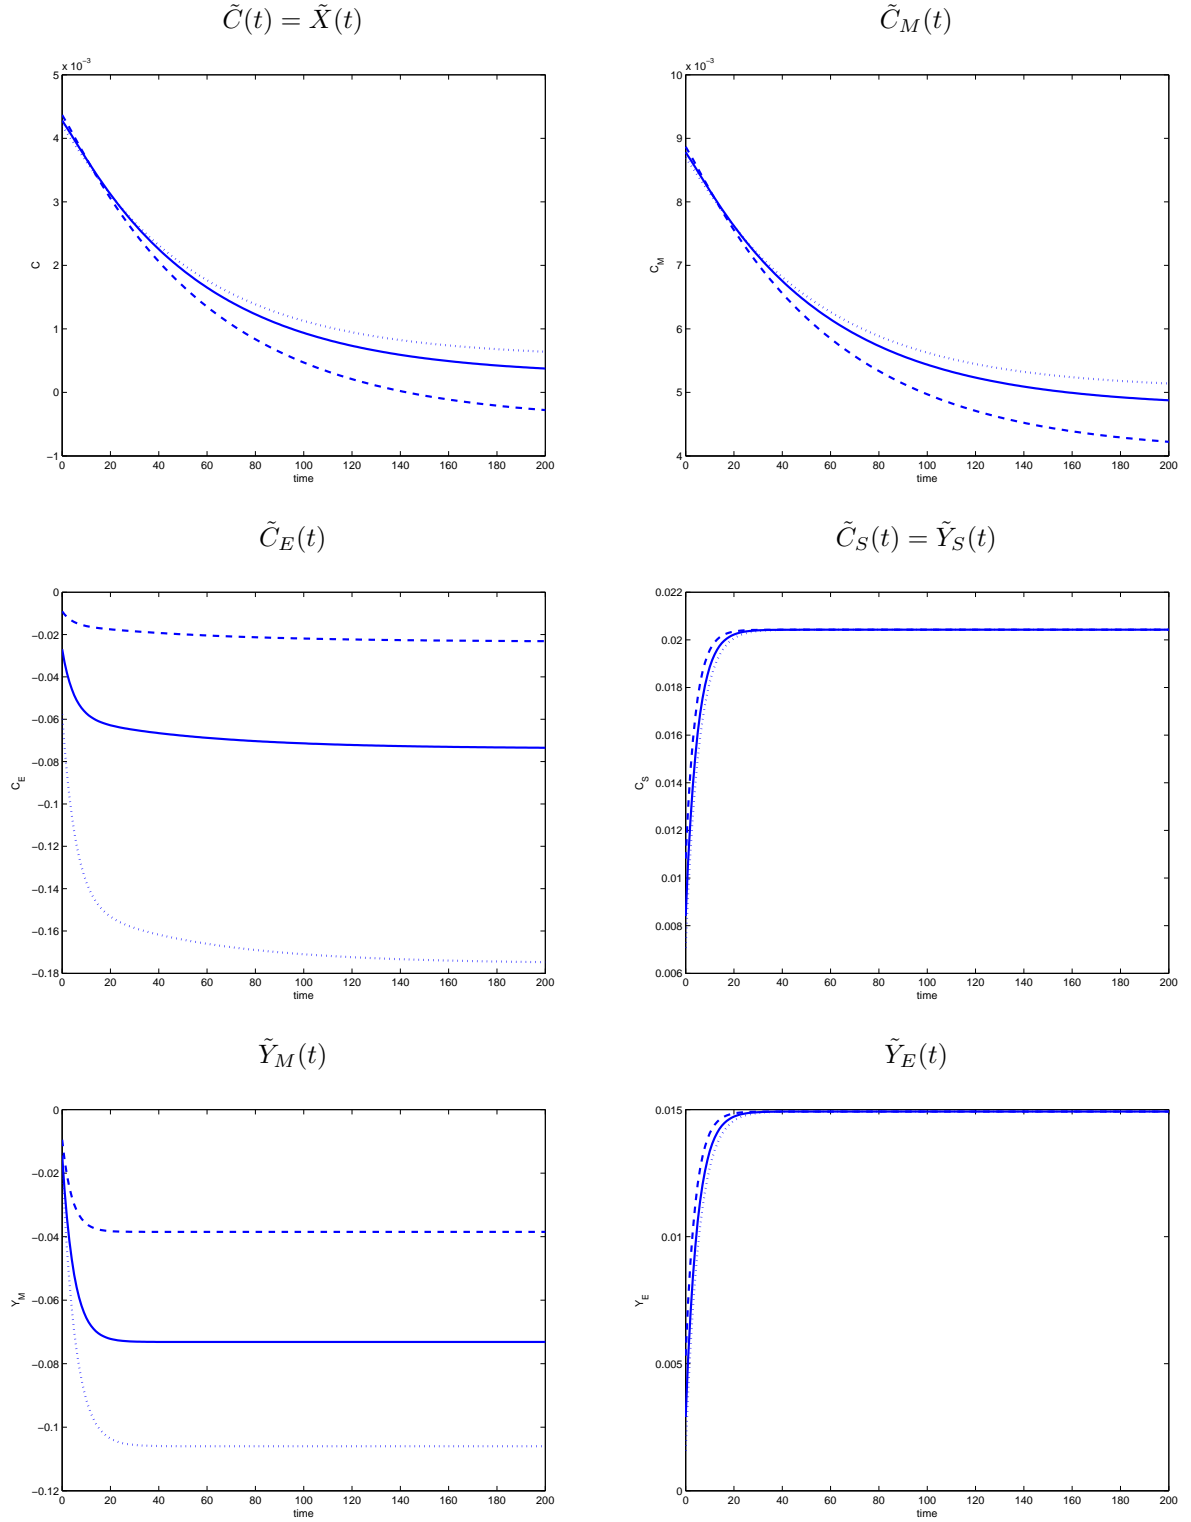 C̃(t) = X̃(t)
C̃_M(t)
x 10⁻³
5
4
3
2
1
0
−1
C
0 20 40 60 80 100 120 140 160 180 200
time
x 10⁻³
10
9
8
7
6
5
4
C_M
0 20 40 60 80 100 120 140 160 180 200
time
C̃_E(t)
C̃_S(t) = Ỹ_S(t)
0
−0.02
−0.04
−0.06
−0.08
−0.1
−0.12
−0.14
−0.16
−0.18
C_E
0 20 40 60 80 100 120 140 160 180 200
time
0.022
0.02
0.018
0.016
0.014
0.012
0.01
0.008
0.006
C_S
0 20 40 60 80 100 120 140 160 180 200
time
Ỹ_M(t)
Ỹ_E(t)
0
−0.02
−0.04
−0.06
−0.08
−0.1
−0.12
Y_M
0 20 40 60 80 100 120 140 160 180 200
time
0.015
0.01
0.005
0
Y_E
0 20 40 60 80 100 120 140 160 180 200
time